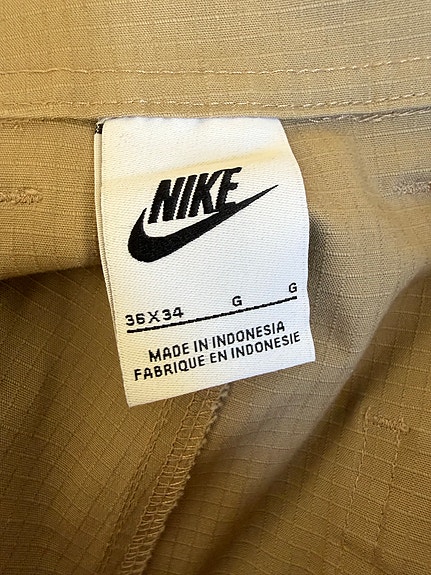 NIKE
36X34 G G
MADE IN INDONESIA
FABRIQUE EN INDONESIE